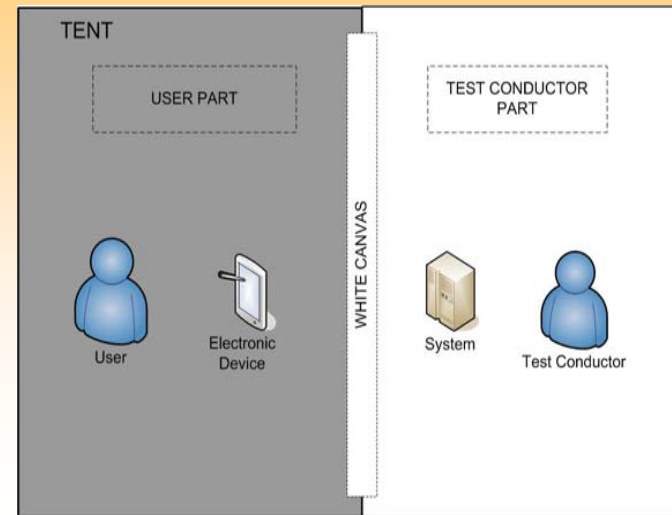 TENT
USER PART
TEST CONDUCTOR
PART
WHITE CANVAS
User
Electronic
Device
System
Test Conductor